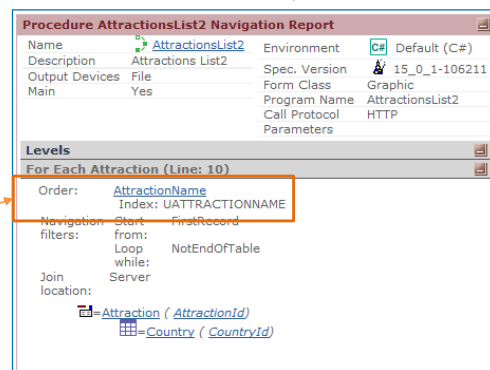 Procedure AttractionsList2 Navigation Report
Name AttractionsList2
Description Attractions List2
Output Devices File
Main Yes
Environment C# Default (C#)
Spec. Version 15_0_1-106211
Form Class Graphic
Program Name AttractionsList2
Call Protocol HTTP
Parameters
Levels
For Each Attraction (Line: 10)
Order: AttractionName
Index: UATTRACTIONNAME
Navigation filters: Start from: FirstRecord
Loop while: NotEndOfTable
Join location: Server
=Attraction ( AttractionId)
=Country ( CountryId)